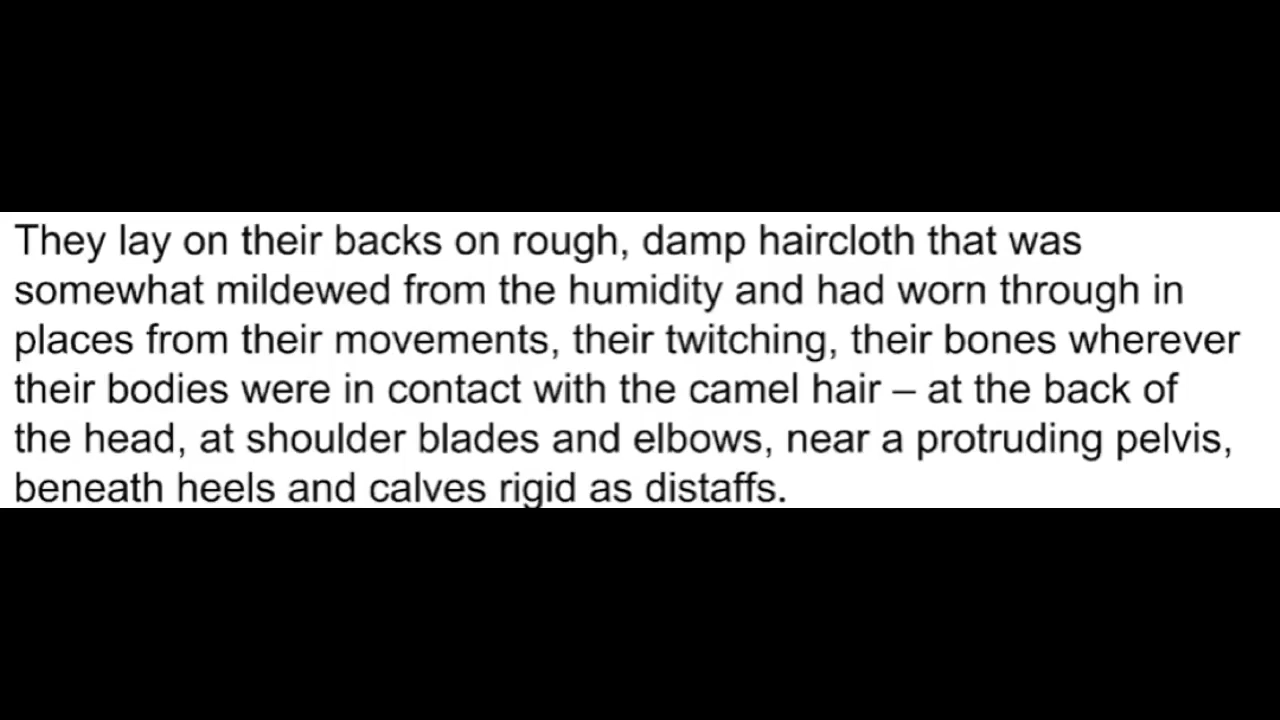 They lay on their backs on rough, damp haircloth that was
somewhat mildewed from the humidity and had worn through in
places from their movements, their twitching, their bones wherever
their bodies were in contact with the camel hair – at the back of
the head, at shoulder blades and elbows, near a protruding pelvis,
beneath heels and calves rigid as distaffs.